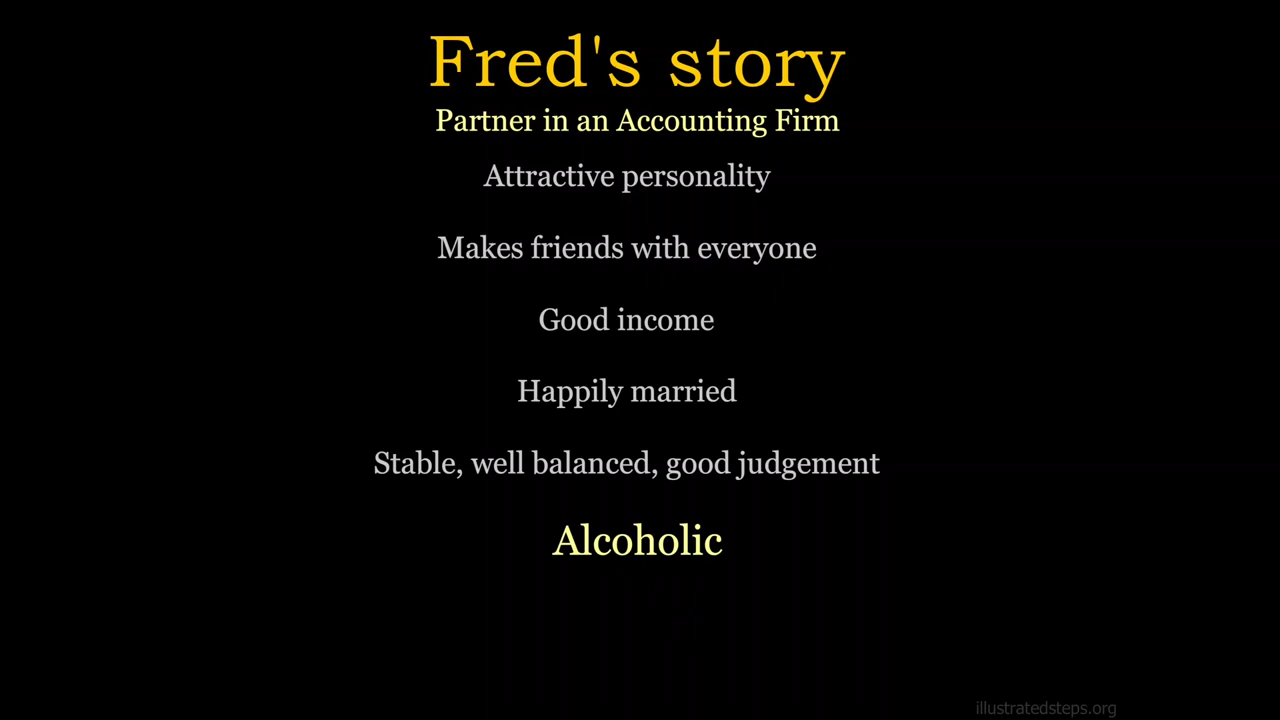 Fred's story
Partner in an Accounting Firm
Attractive personality
Makes friends with everyone
Good income
Happily married
Stable, well balanced, good judgement
Alcoholic
illustratedsteps.org